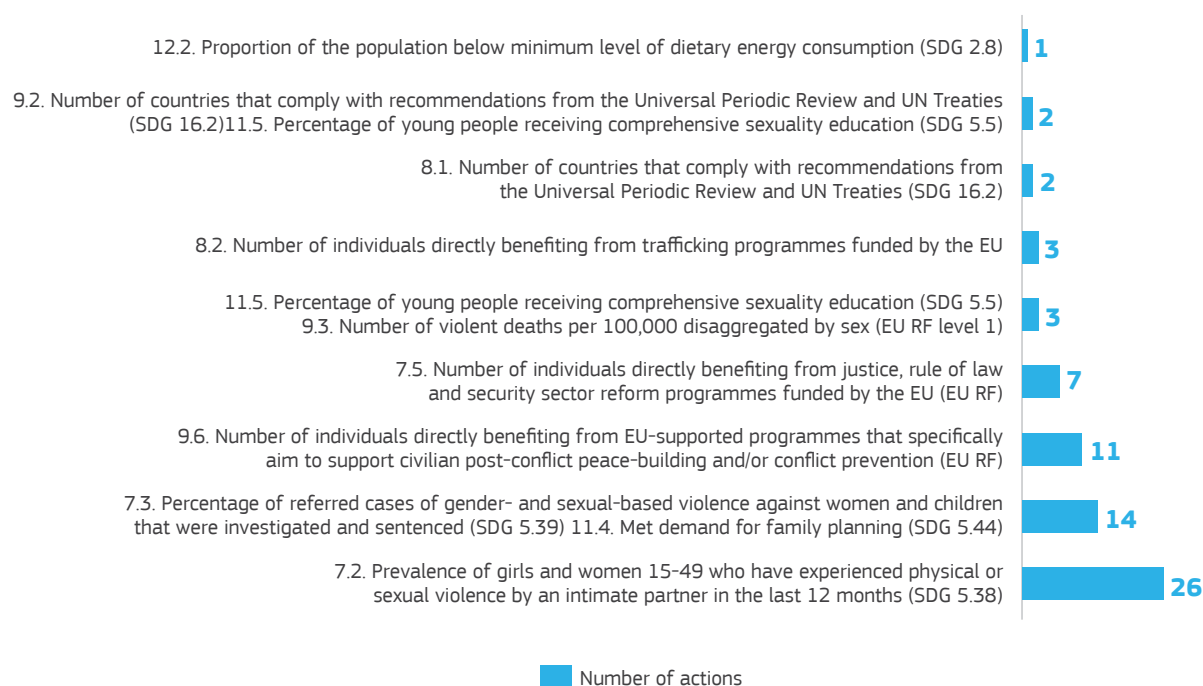 12.2. Proportion of the population below minimum level of dietary energy consumption (SDG 2.8)
1
9.2. Number of countries that comply with recommendations from the Universal Periodic Review and UN Treaties
(SDG 16.2)11.5. Percentage of young people receiving comprehensive sexuality education (SDG 5.5)
2
8.1. Number of countries that comply with recommendations from
the Universal Periodic Review and UN Treaties (SDG 16.2)
2
8.2. Number of individuals directly benefiting from trafficking programmes funded by the EU
3
11.5. Percentage of young people receiving comprehensive sexuality education (SDG 5.5)
9.3. Number of violent deaths per 100,000 disaggregated by sex (EU RF level 1)
3
7.5. Number of individuals directly benefiting from justice, rule of law
and security sector reform programmes funded by the EU (EU RF)
7
9.6. Number of individuals directly benefiting from EU-supported programmes that specifically
aim to support civilian post-conflict peace-building and/or conflict prevention (EU RF)
11
7.3. Percentage of referred cases of gender- and sexual-based violence against women and children
that were investigated and sentenced (SDG 5.39) 11.4. Met demand for family planning (SDG 5.44)
14
7.2. Prevalence of girls and women 15-49 who have experienced physical or
sexual violence by an intimate partner in the last 12 months (SDG 5.38)
26
Number of actions